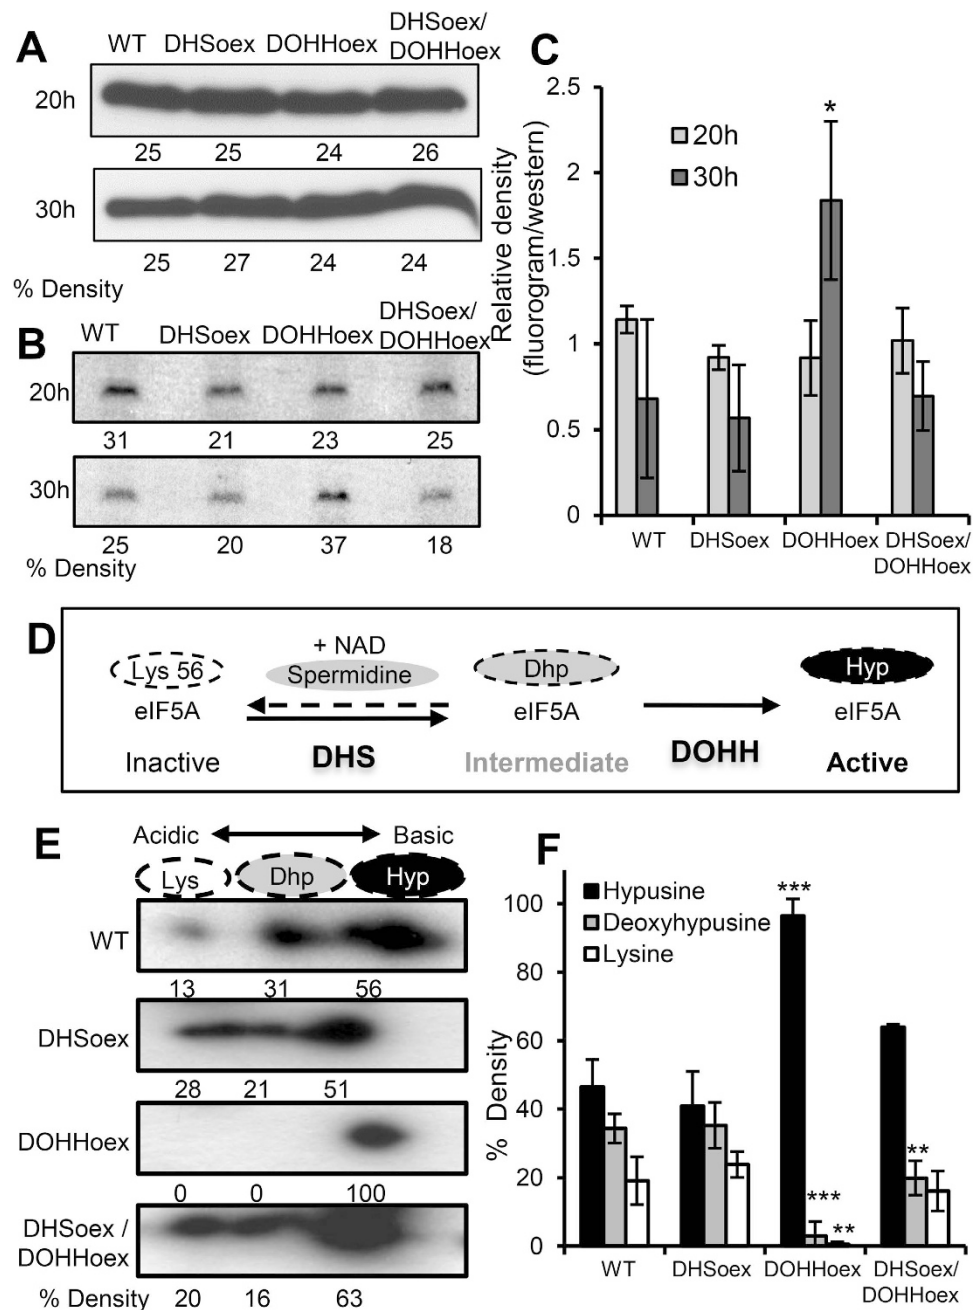 A
WT DHSoex DOHHoex DHSoex/
DOHHoex
20h
25 25 24 26
30h
25 27 24 24
% Density
B
WT DHSoex DOHHoex DHSoex/
DOHHoex
20h
31 21 23 25
30h
25 20 37 18
% Density
C
Relative density
(fluorogram/western)
2.5
2
1.5
1
0.5
0
20h
30h
*
WT DHSoex DOHHoex DHSoex/
DOHHoex
D
Lys 56
eIF5A
Inactive
+ NAD
Spermidine
DHS
Dhp
eIF5A
Intermediate
DOHH
Hyp
eIF5A
Active
E
Acidic Basic
Lys Dhp Hyp
WT
13 31 56
DHSoex
28 21 51
DOHHoex
0 0 100
DHSoex /
DOHHoex
% Density 20 16 63
F
% Density
100
80
60
40
20
0
Hypusine
Deoxyhypusine
Lysine
***
***
**
**
WT DHSoex DOHHoex DHSoex/
DOHHoex